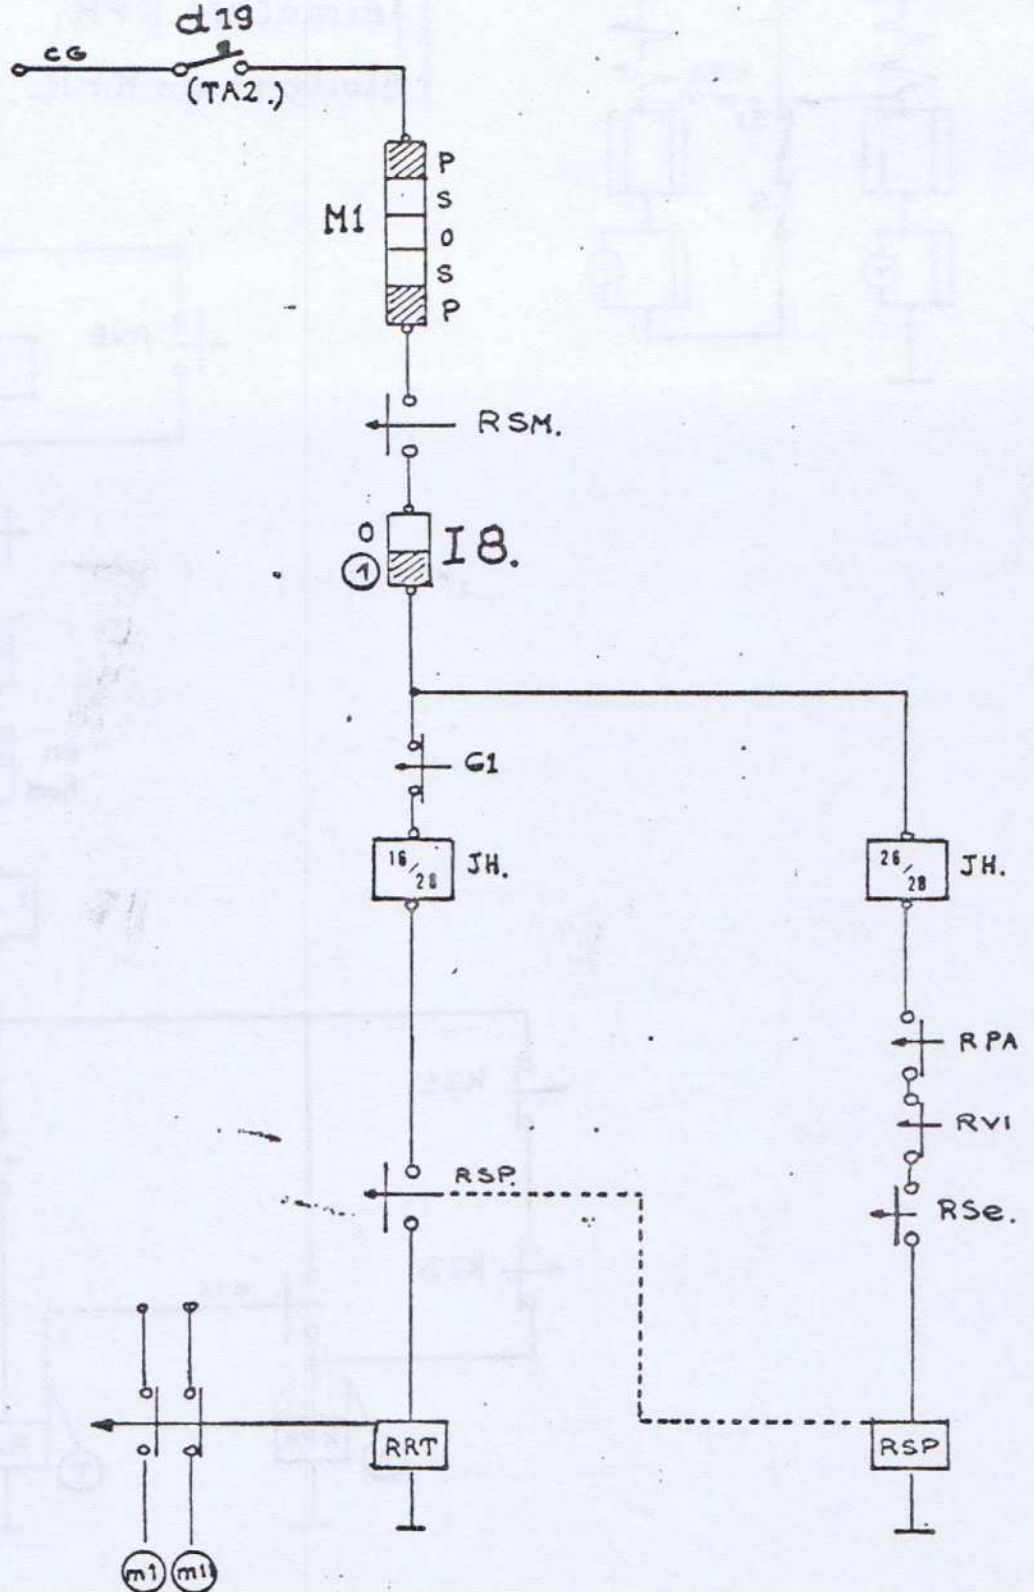 d19
CG
(TA2.)
M1
P
S
O
S
P
RSM.
0
1
I8.
G1
16/28
JH.
26/28
JH.
RPA
RVI
RSe.
RSP.
RRT
RSP
m1
m11